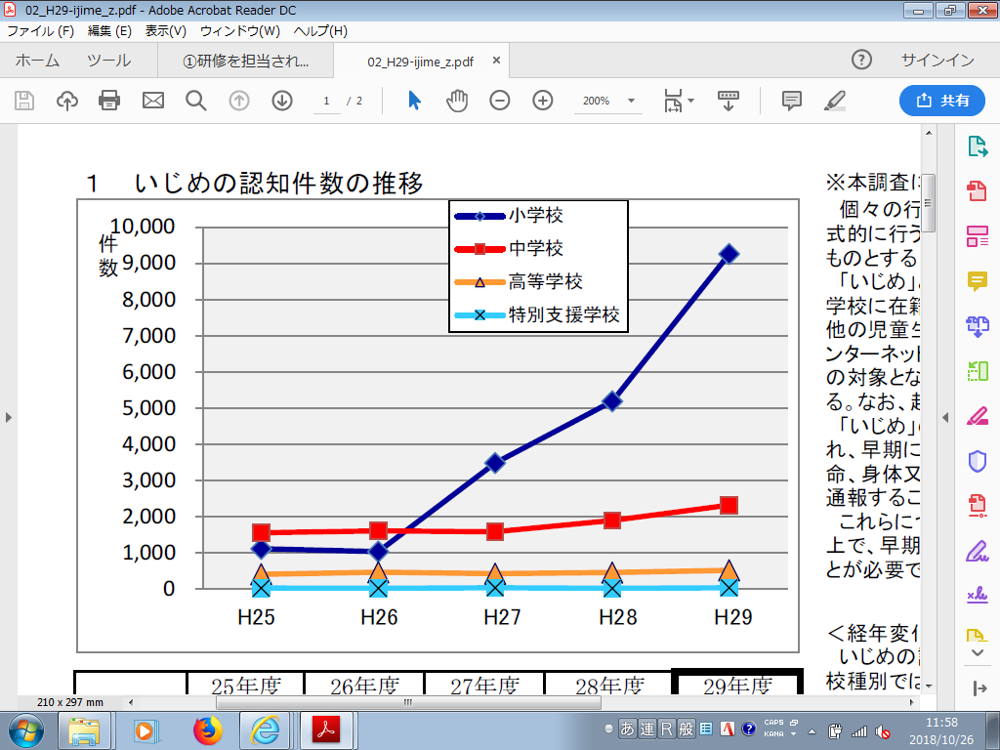 02_H29-ijime_z.pdf - Adobe Acrobat Reader DC
ファイル (F) 編集 (E) 表示(V) ウィンドウ(W) ヘルプ(H)
ホーム ツール ①研修を担当され... 02_H29-ijime_z.pdf × ? サインイン
1 / 2 200% 共有
1 いじめの認知件数の推移
件数
10,000
9,000
8,000
7,000
6,000
5,000
4,000
3,000
2,000
1,000
0
小学校
中学校
高等学校
特別支援学校
H25 H26 H27 H28 H29
25年度 26年度 27年度 28年度 29年度
※本調査に
個々の行
式的に行う
ものとする
「いじめ」
学校に在籍
他の児童生
ンターネット
の対象とな
る。なお、起
「いじめ」の
れ、早期に
命、身体又
通報するこ
これらにつ
上で、早期
とが必要で
＜経年変化
いじめの認
校種別では
210 x 297 mm
あ 連 R 般 CAPS KANA
11:58
2018/10/26